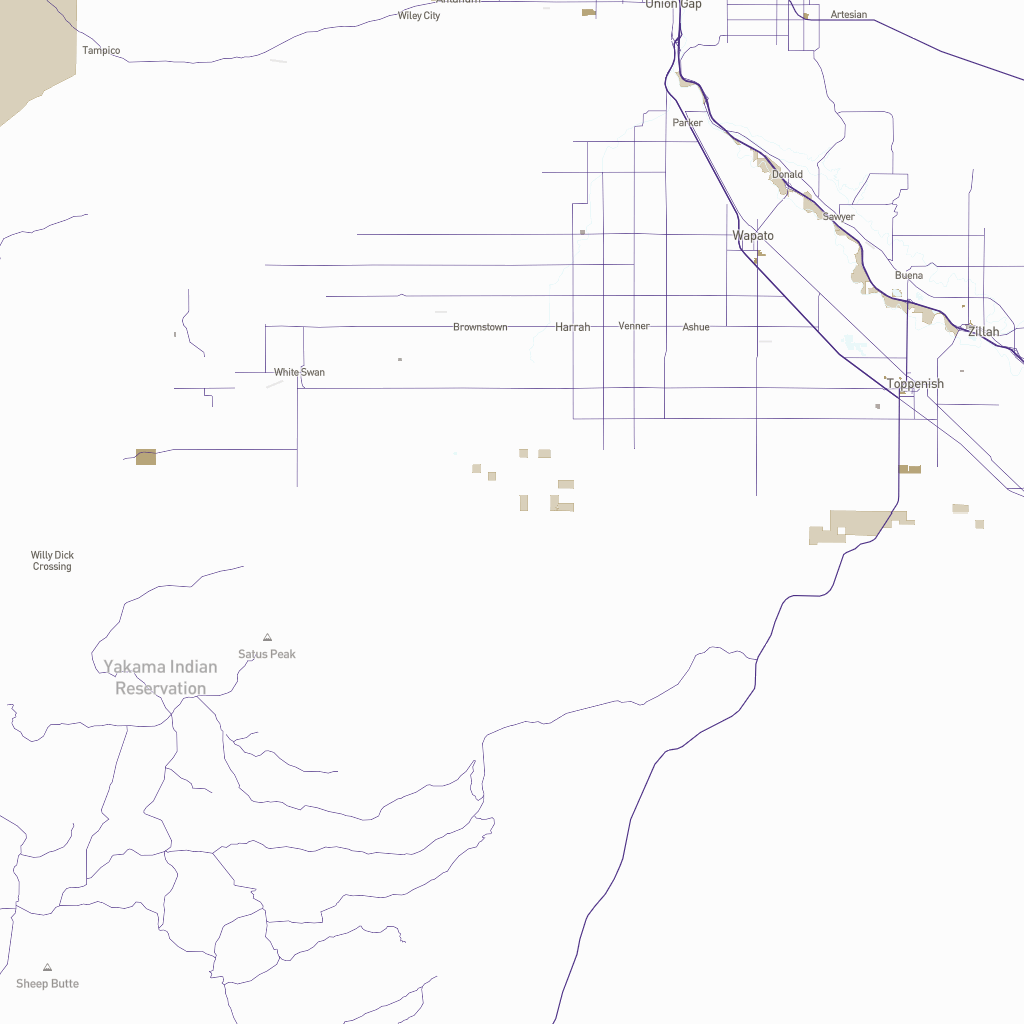 Ahtanum
Union Gap
Wiley City
Artesian
Tampico
Parker
Donald
Sawyer
Wapato
Buena
Brownstown
Harrah
Venner
Ashue
Zillah
White Swan
Toppenish
Willy Dick
Crossing
Satus Peak
Yakama Indian
Reservation
Sheep Butte